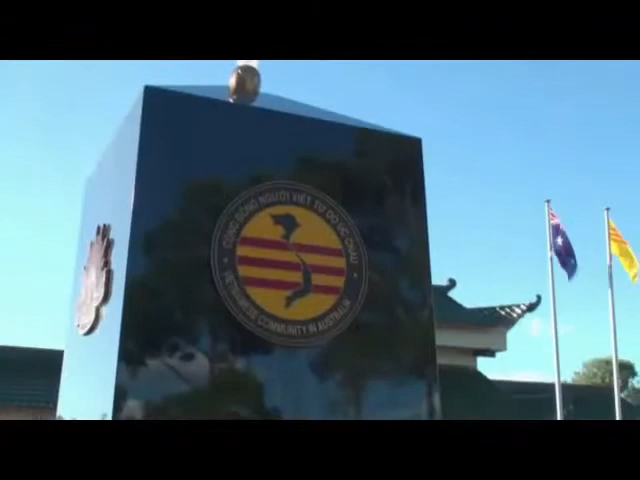 CỘNG ĐỒNG NGƯỜI VIỆT TỰ DO ÚC CHÂU
VIETNAMESE COMMUNITY IN AUSTRALIA